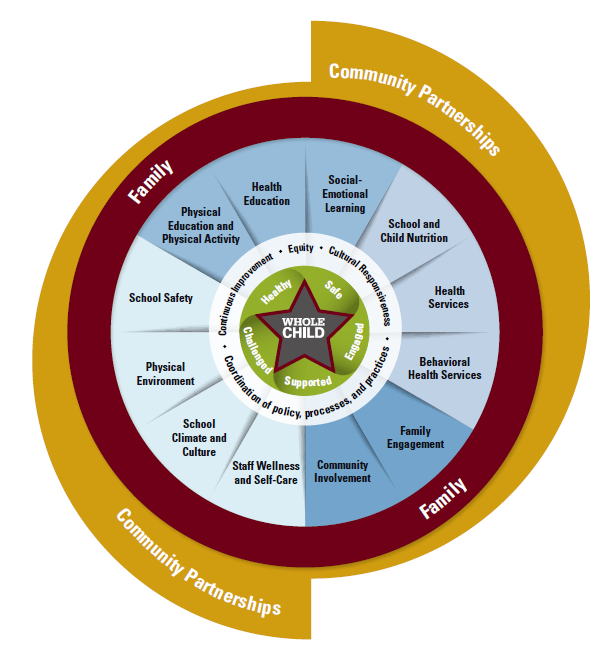 Community Partnerships
Family
Social-
Emotional
Learning
School and
Child Nutrition
Health
Services
Behavioral
Health Services
Family
Engagement
Community
Involvement
Staff Wellness
and Self-Care
School
Climate and
Culture
Physical
Environment
School Safety
Physical
Education and
Physical Activity
Health
Education
Continuous Improvement • Equity • Cultural Responsiveness •
Coordination of policy, processes, and practices •
Healthy
Safe
Engaged
Supported
Challenged
WHOLE
CHILD
Family
Community Partnerships